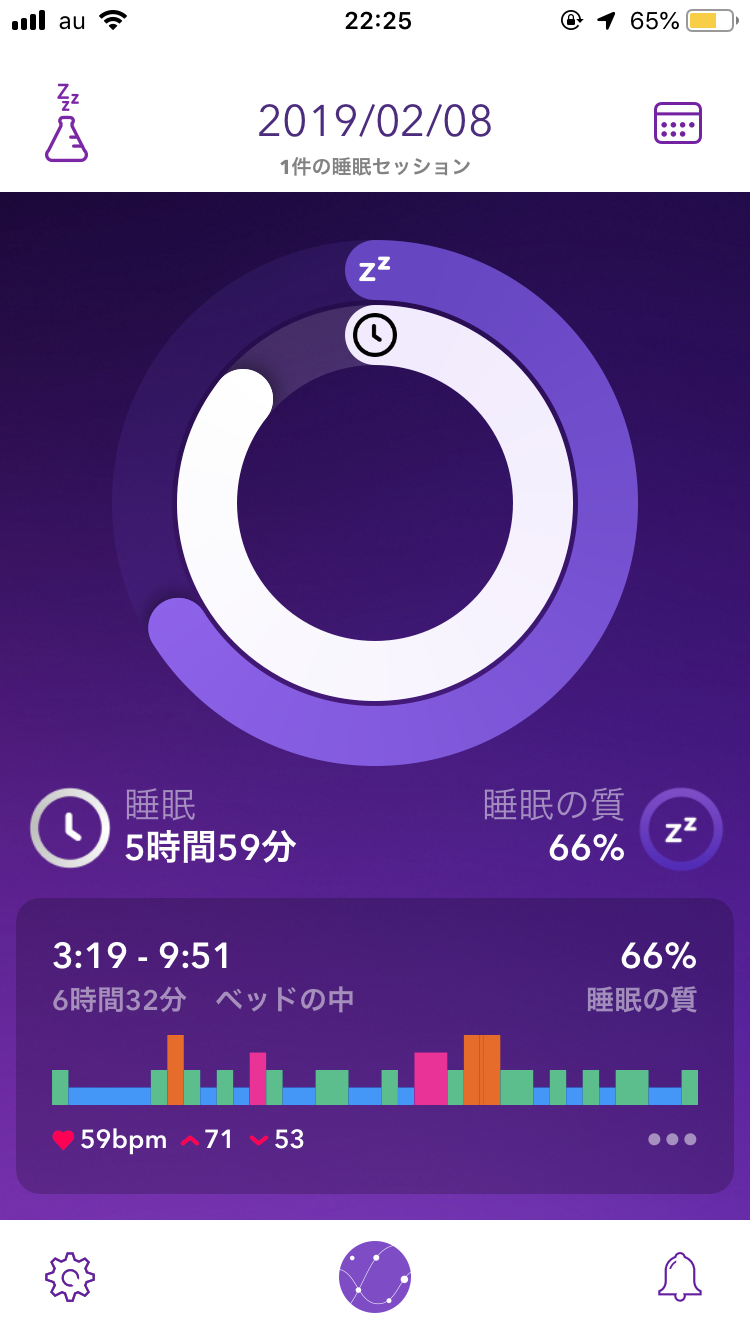 au 22:25 65%
zzz
2019/02/08
1件の睡眠セッション
zz
睡眠
5時間59分
睡眠の質
66%
zz
3:19 - 9:51
66%
6時間32分 ベッドの中
睡眠の質
59bpm 71 53